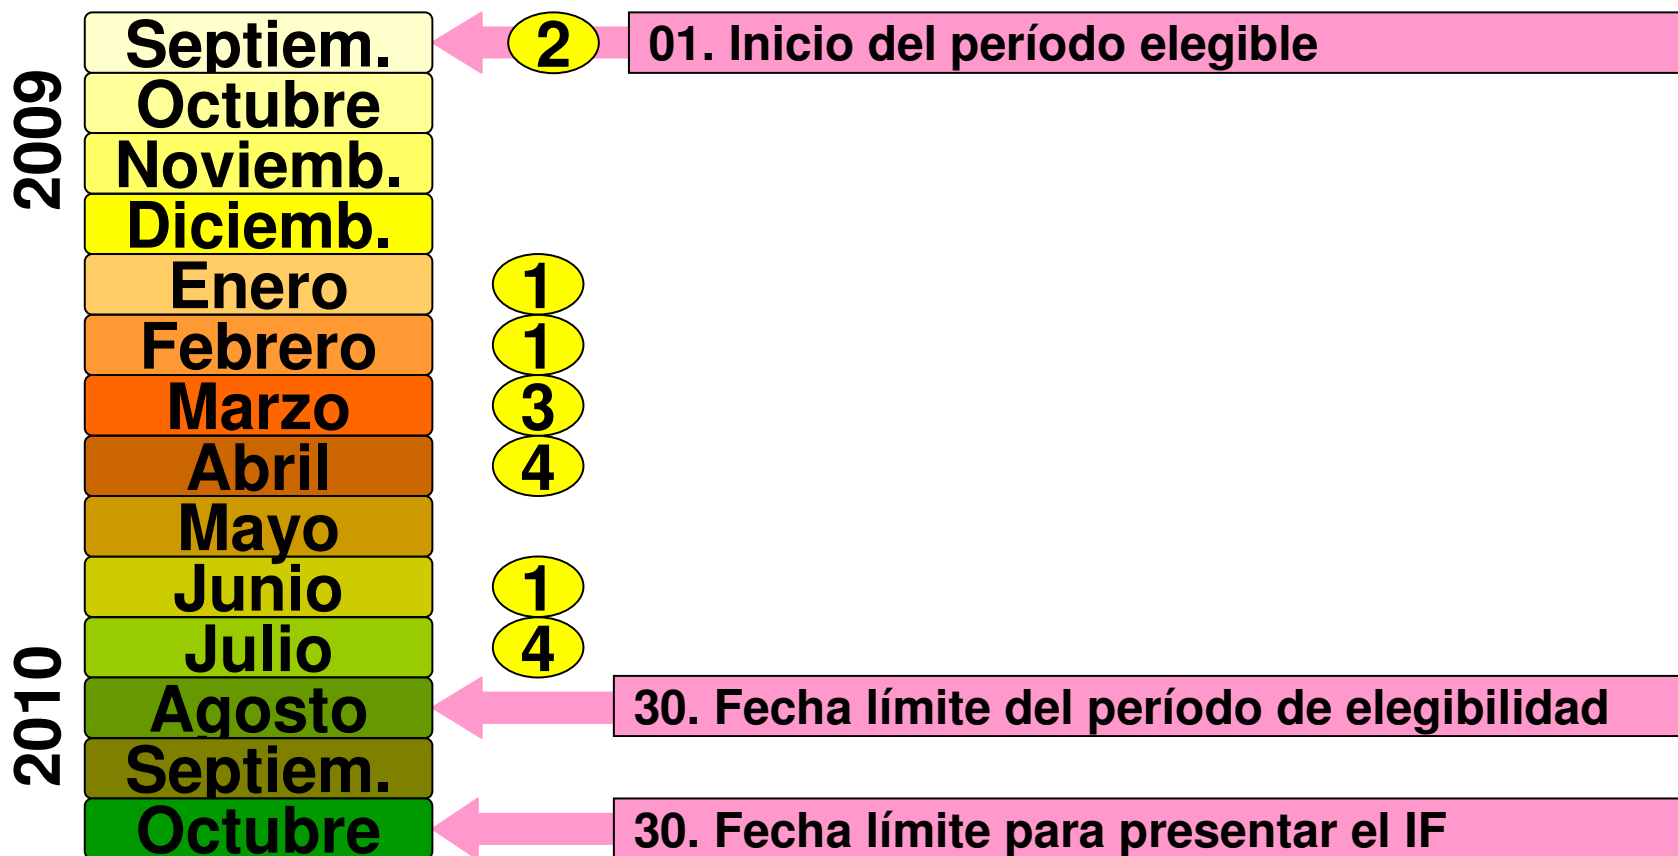 2009
Septiem. 2 01. Inicio del período elegible
Octubre
Noviemb.
Diciemb.
Enero 1
Febrero 1
Marzo 3
Abril 4
Mayo
Junio 1
Julio 4
2010
Agosto 30. Fecha límite del período de elegibilidad
Septiem.
Octubre 30. Fecha límite para presentar el IF